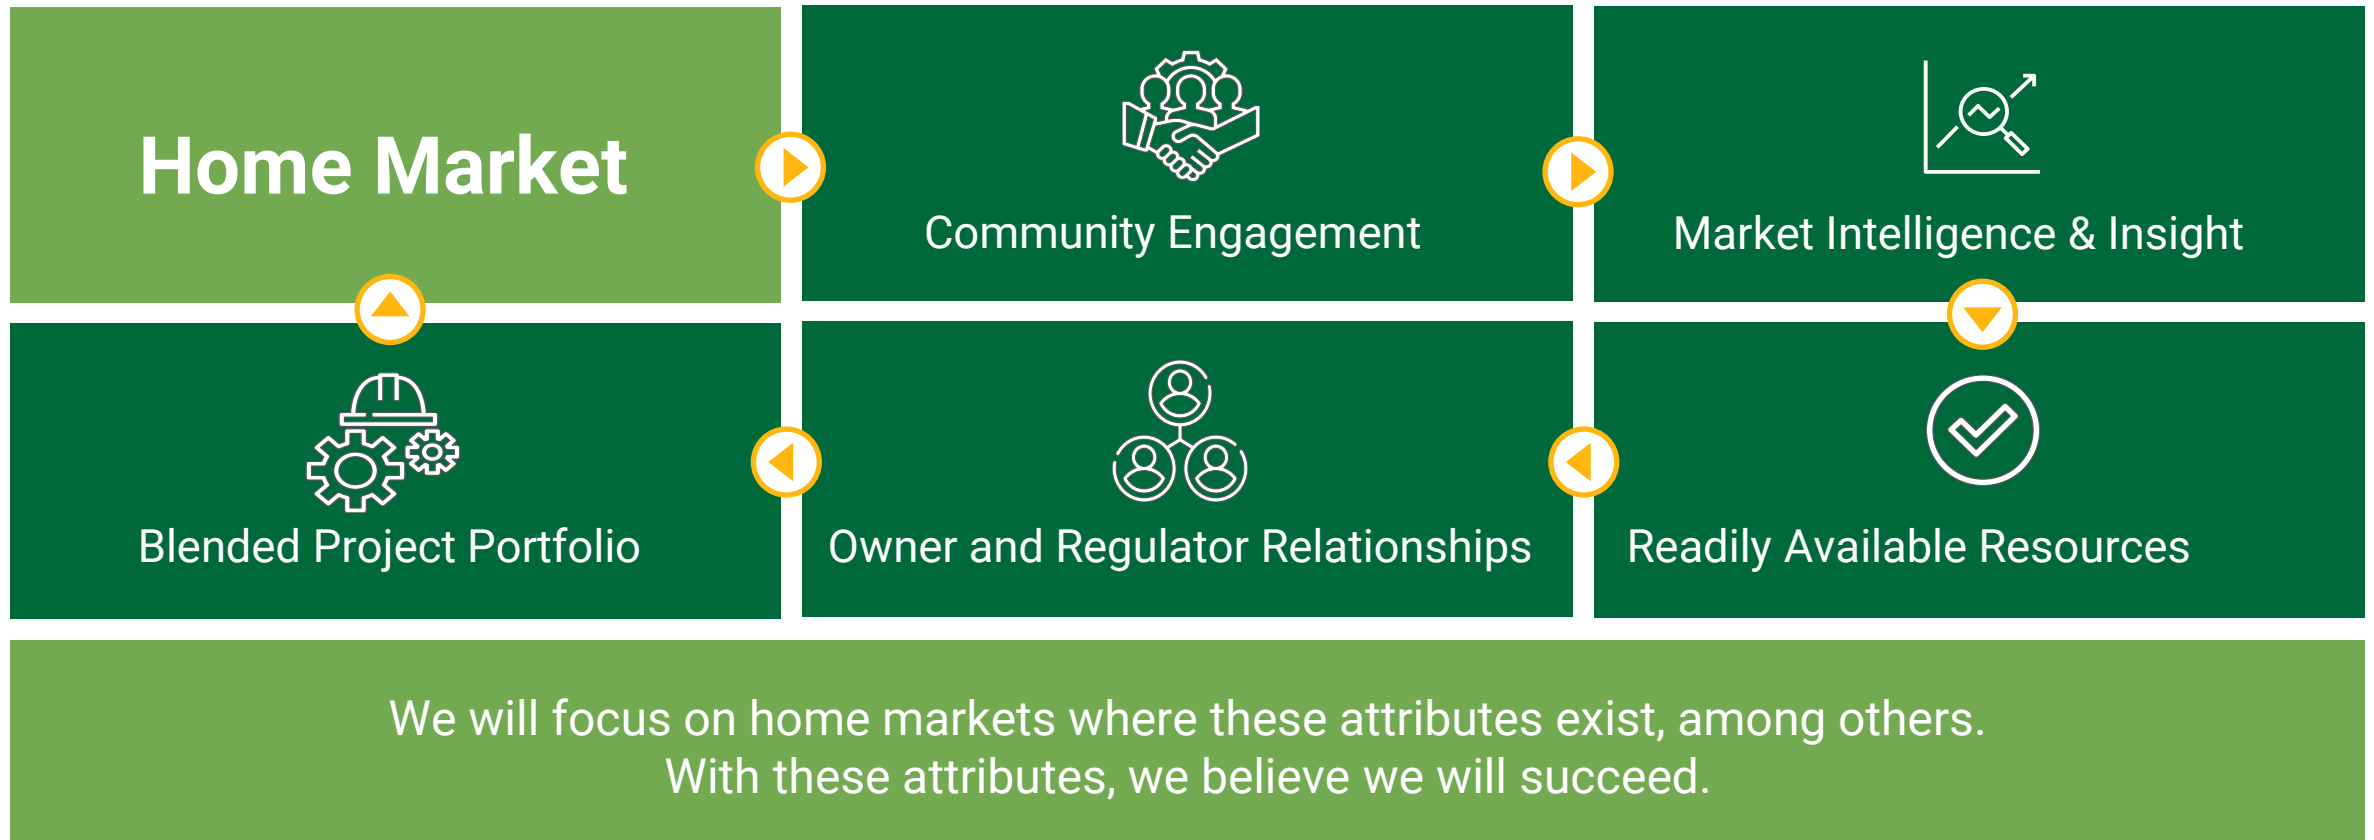 Home Market
Community Engagement
Market Intelligence & Insight
Blended Project Portfolio
Owner and Regulator Relationships
Readily Available Resources
We will focus on home markets where these attributes exist, among others.
With these attributes, we believe we will succeed.